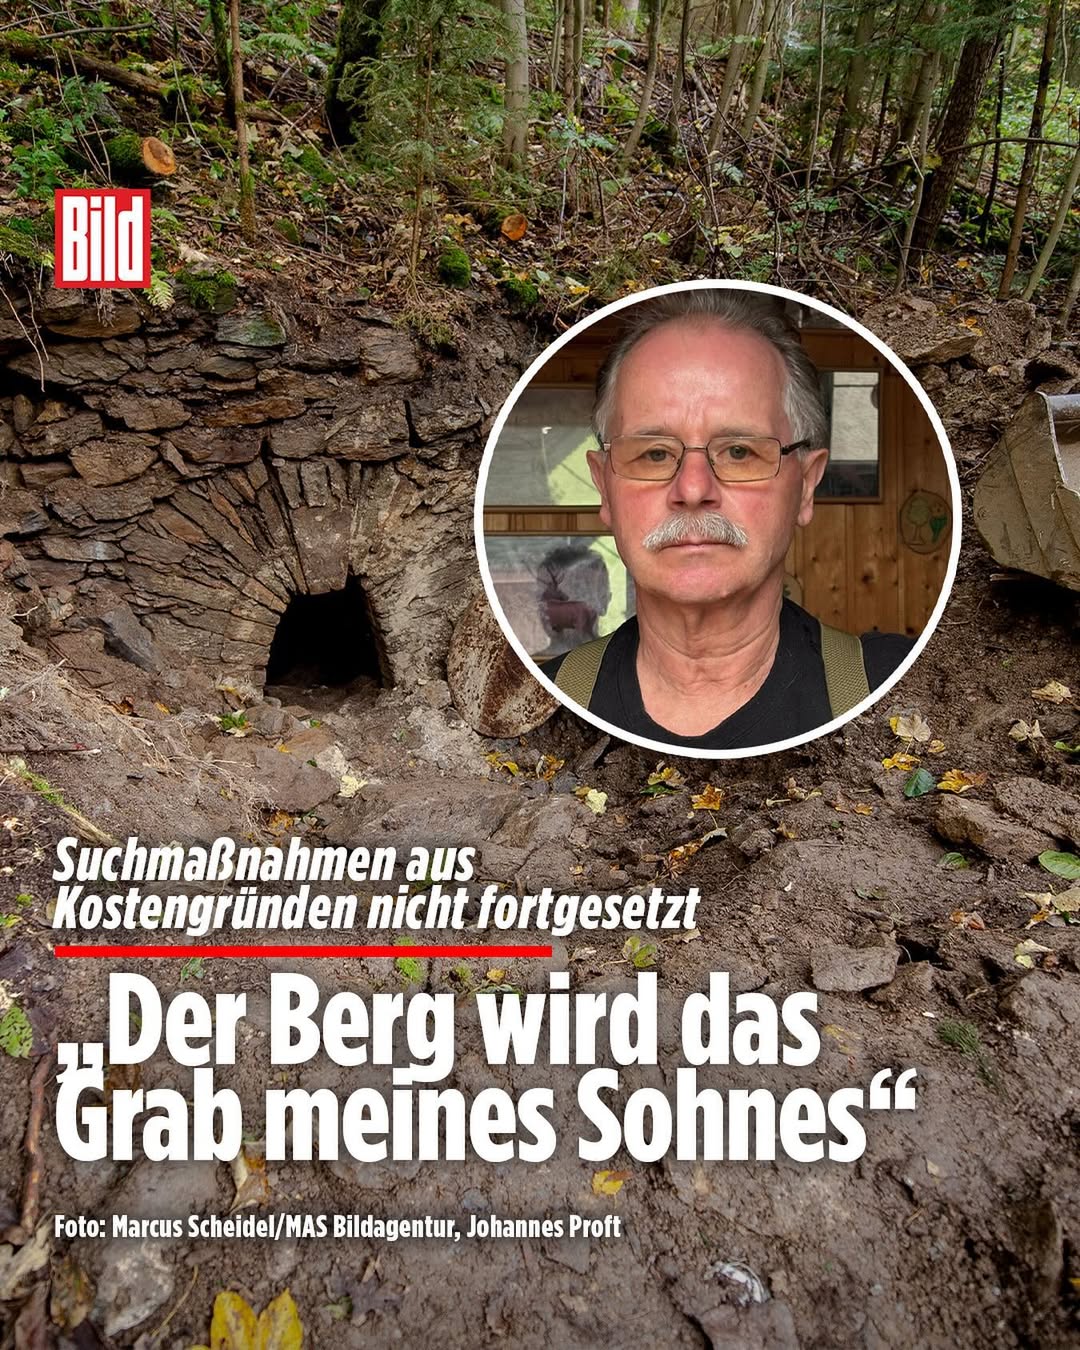 Bild
Suchmaßnahmen aus
Kostengründen nicht fortgesetzt
„Der Berg wird das
Grab meines Sohnes“
Foto: Marcus Scheidel/MAS Bildagentur, Johannes Proft